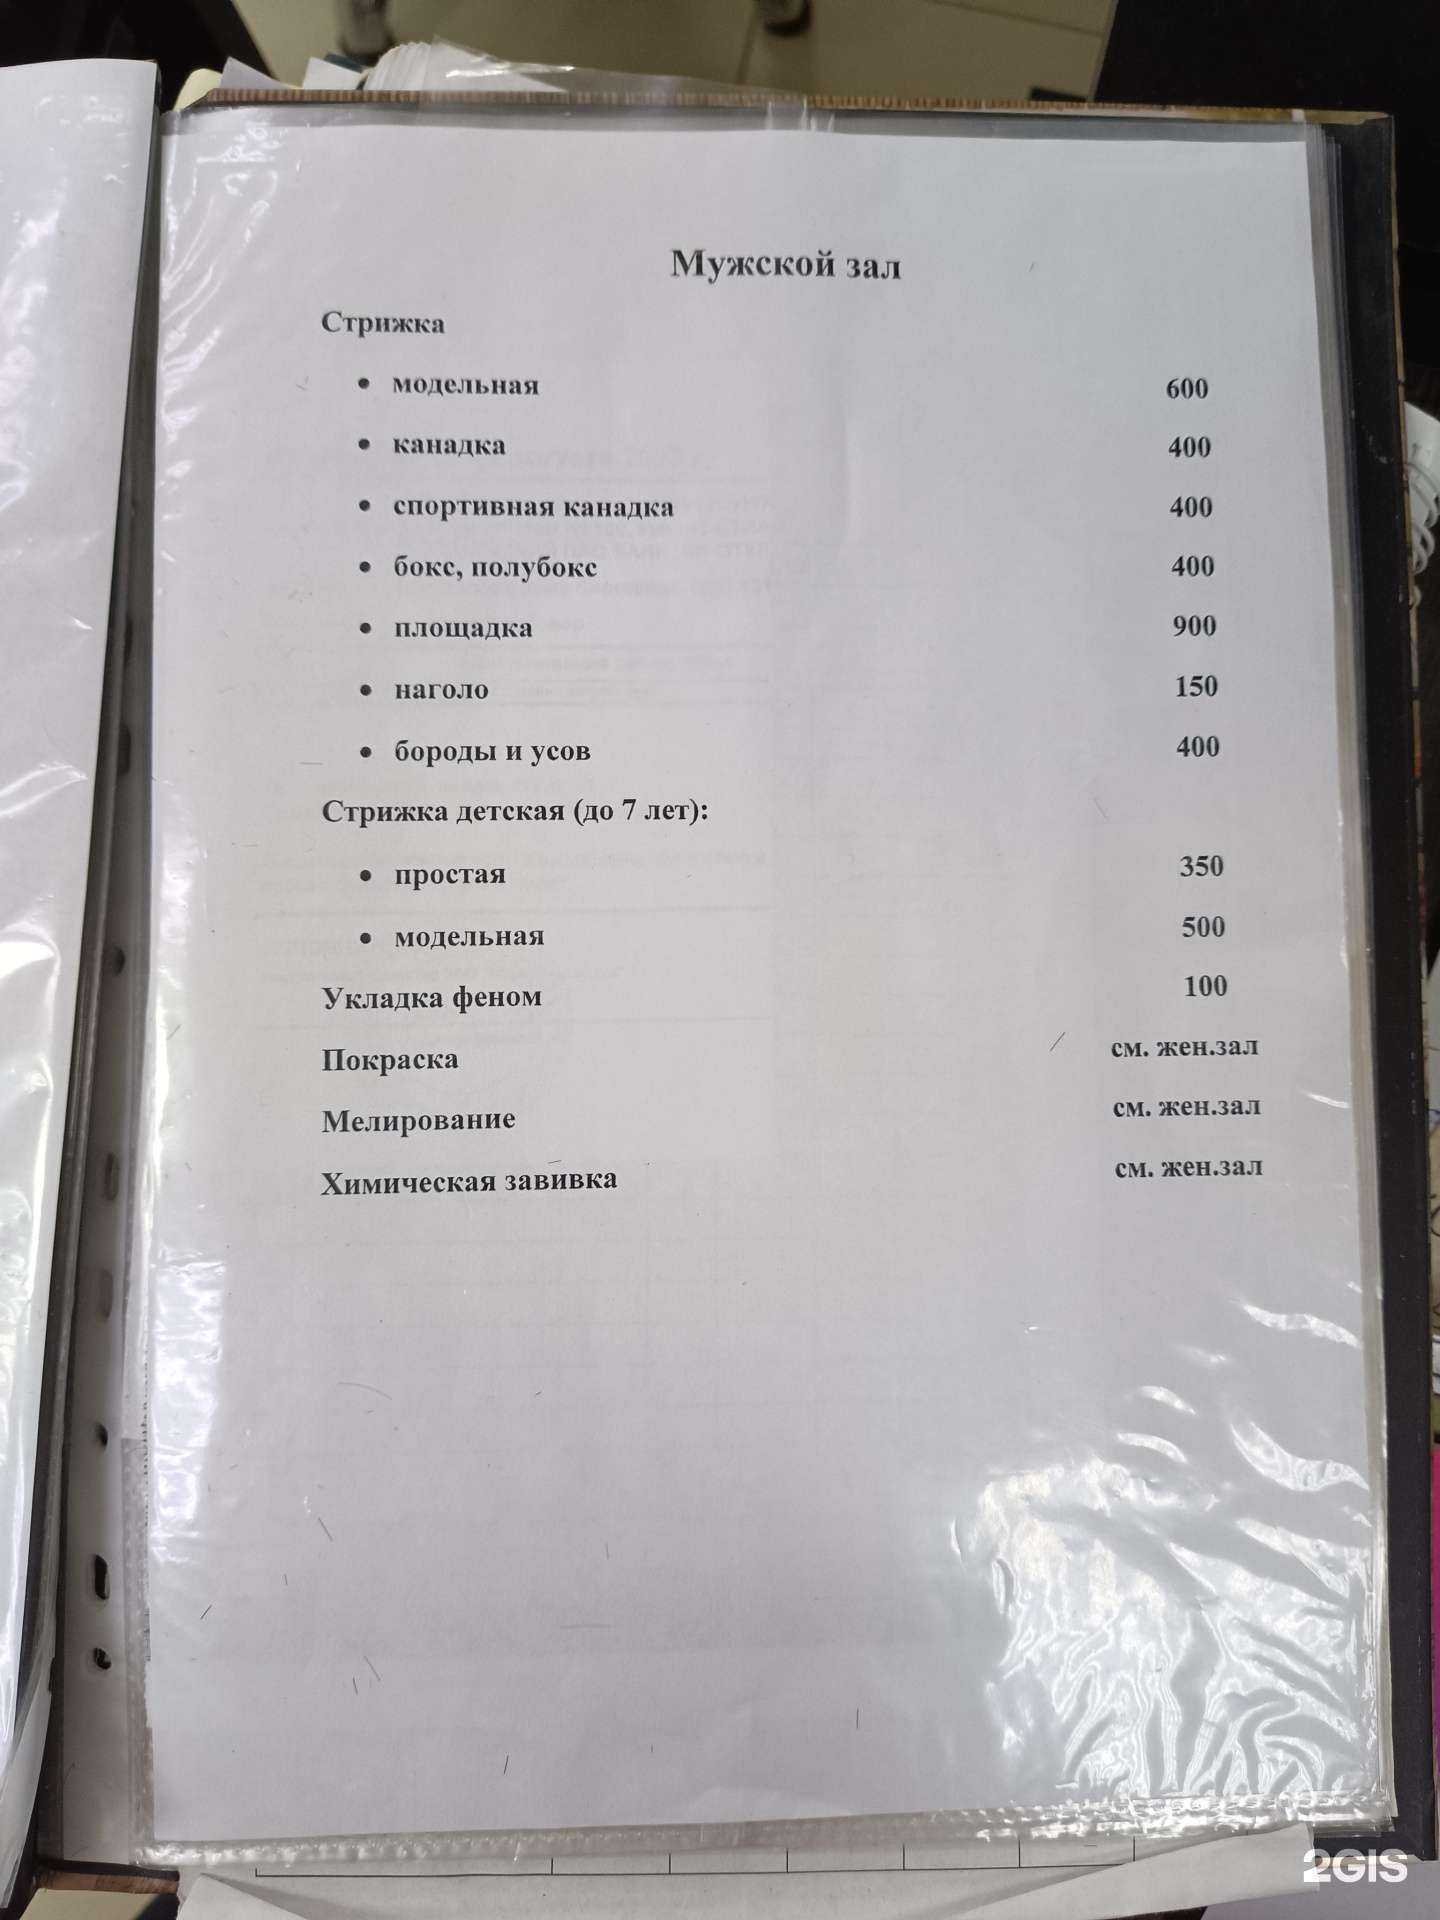 Мужской зал
Стрижка
• модельная 600
• канадка 400
• спортивная канадка 400
• бокс, полубокс 400
• площадка 900
• наголо 150
• бороды и усов 400
Стрижка детская (до 7 лет):
• простая 350
• модельная 500
Укладка феном 100
Покраска см. жен.зал
Мелирование см. жен.зал
Химическая завивка см. жен.зал
2GIS